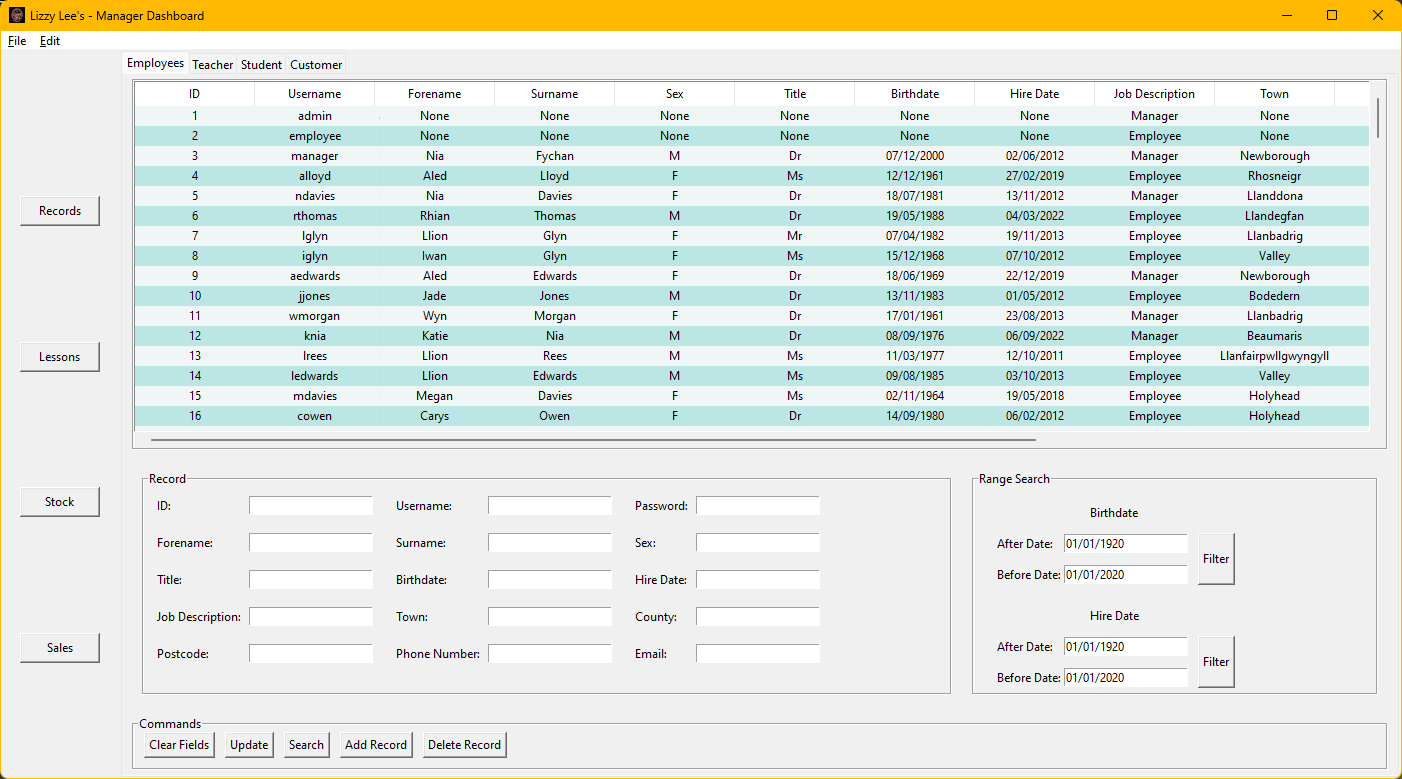 Lizzy Lee's - Manager Dashboard
File Edit
Employees Teacher Student Customer
ID Username Forename Surname Sex Title Birthdate Hire Date Job Description Town
1 admin None None None None None None Manager None
2 employee None None None None None None Employee None
3 manager Nia Fychan M Dr 07/12/2000 02/06/2012 Manager Newborough
4 alloyd Aled Lloyd F Ms 12/12/1961 27/02/2019 Employee Rhosneigr
5 ndavies Nia Davies F Dr 18/07/1981 13/11/2012 Manager Llanddona
6 rthomas Rhian Thomas M Dr 19/05/1988 04/03/2022 Employee Llandegfan
7 lglyn Llion Glyn F Mr 07/04/1982 19/11/2013 Employee Llanbadrig
8 iglyn Iwan Glyn F Ms 15/12/1968 07/10/2012 Employee Valley
9 aedwards Aled Edwards F Dr 18/06/1969 22/12/2019 Manager Newborough
10 jjones Jade Jones M Dr 13/11/1983 01/05/2012 Employee Bodedern
11 wmorgan Wyn Morgan F Dr 17/01/1961 23/08/2013 Manager Llanbadrig
12 knia Katie Nia M Dr 08/09/1976 06/09/2022 Manager Beaumaris
13 lrees Llion Rees M Ms 11/03/1977 12/10/2011 Employee Llanfairpwllgwyngyll
14 ledwards Llion Edwards M Ms 09/08/1985 03/10/2013 Employee Valley
15 mdavies Megan Davies F Ms 02/11/1964 19/05/2018 Employee Holyhead
16 cowen Carys Owen F Dr 14/09/1980 06/02/2012 Employee Holyhead
Records
Lessons
Stock
Sales
Record
ID: Username: Password:
Forename: Surname: Sex:
Title: Birthdate: Hire Date:
Job Description: Town: County:
Postcode: Phone Number: Email:
Range Search
Birthdate
After Date: 01/01/1920
Before Date: 01/01/2020
Filter
Hire Date
After Date: 01/01/1920
Before Date: 01/01/2020
Filter
Commands
Clear Fields Update Search Add Record Delete Record